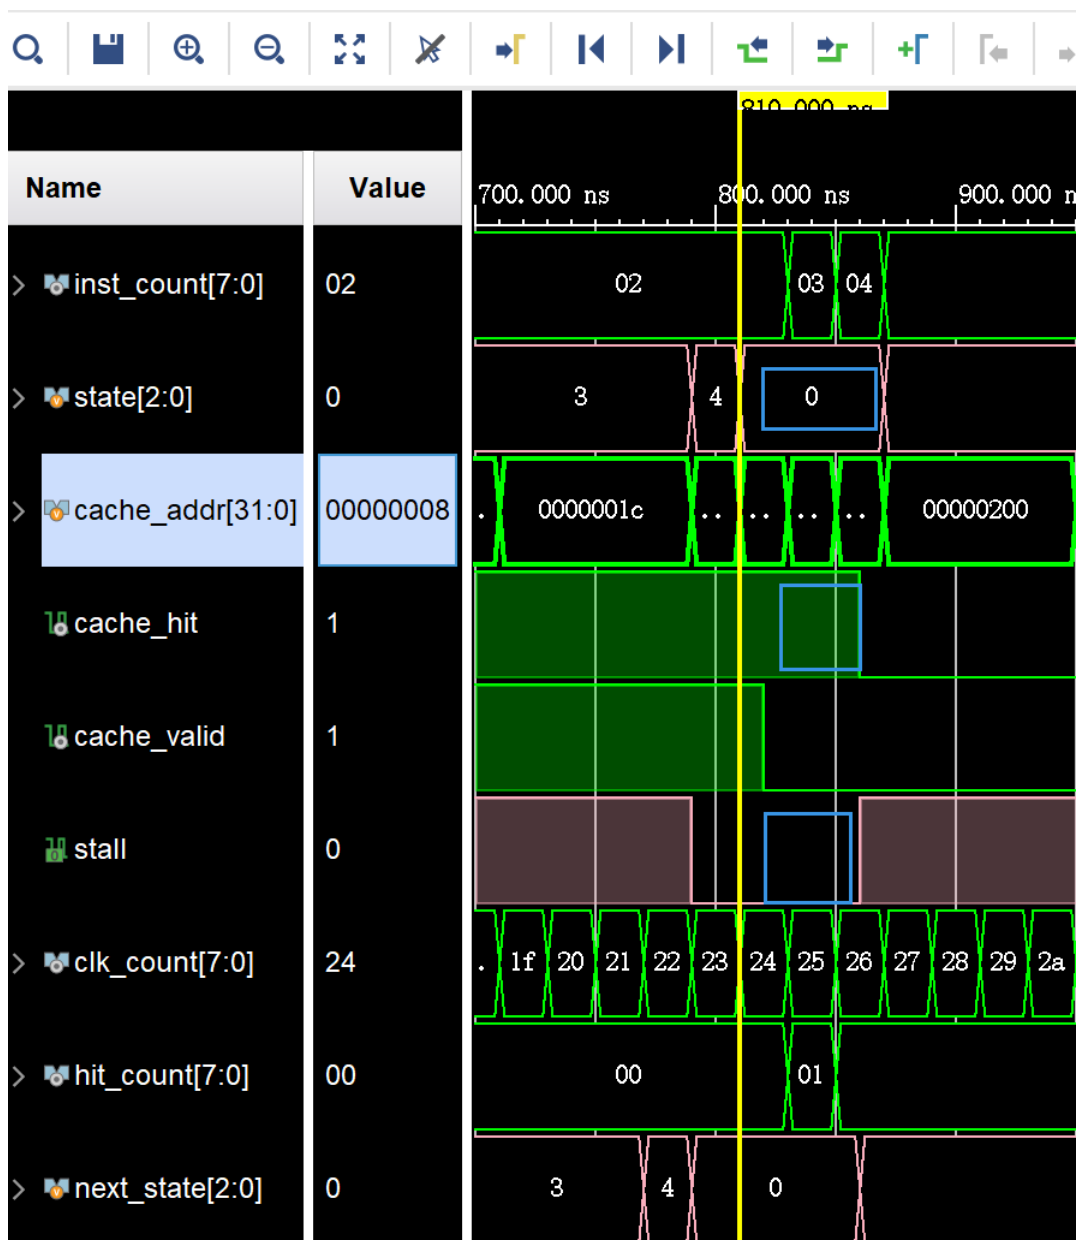 810.000 ns
Name Value
700.000 ns 800.000 ns 900.000 n
inst_count[7:0] 02 02 03 04
state[2:0] 0 3 4 0
cache_addr[31:0] 00000008 . 0000001c .. .. .. .. 00000200
cache_hit 1
cache_valid 1
stall 0
clk_count[7:0] 24 . 1f 20 21 22 23 24 25 26 27 28 29 2a
hit_count[7:0] 00 00 01
next_state[2:0] 0 3 4 0